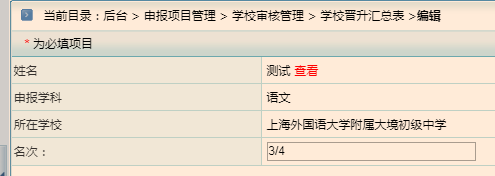 当前目录：后台 > 申报项目管理 > 学校审核管理 > 学校晋升汇总表 >编辑
* 为必填项目
姓名 测试 查看
申报学科 语文
所在学校 上海外国语大学附属大境初级中学
名次： 3/4